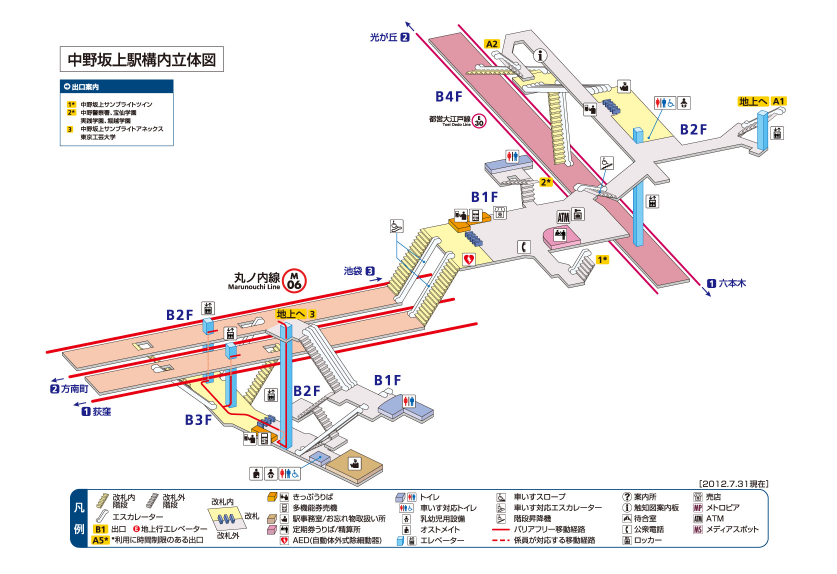 中野坂上駅構内立体図
出口案内
1* 中野坂上サンブライトツイン
2* 中野警察署、宝仙学園
実践学園、堀越学園
3 中野坂上サンブライトアネックス
東京工芸大学
光が丘 2
A2
B4F
都営大江戸線 E 30
Toei Oedo Line
地上へ A1
B2F
2*
B1F
ATM
1*
1 六本木
池袋 3
丸ノ内線 M 06
Marunouchi Line
B2F
地上へ 3
2 方南町
1 荻窪
B2F
B1F
B3F
[2012.7.31現在]
凡例
改札内階段
改札外階段
エスカレーター
B1 出口
E 地上行エレベーター
A5* *利用に時間制限のある出口
改札内
改札
改札外
きっぷうりば
多機能券売機
駅事務室/お忘れ物取扱い所
定期券うりば/精算所
AED(自動体外式除細動器)
トイレ
車いす対応トイレ
オストメイト
乳幼児用設備
エレベーター
車いすスロープ
車いす対応エスカレーター
階段昇降機
バリアフリー移動経路
係員が対応する移動経路
案内所
触知図案内板
待合室
公衆電話
ロッカー
売店
MP メトロピア
ATM ATM
MS メディアスポット